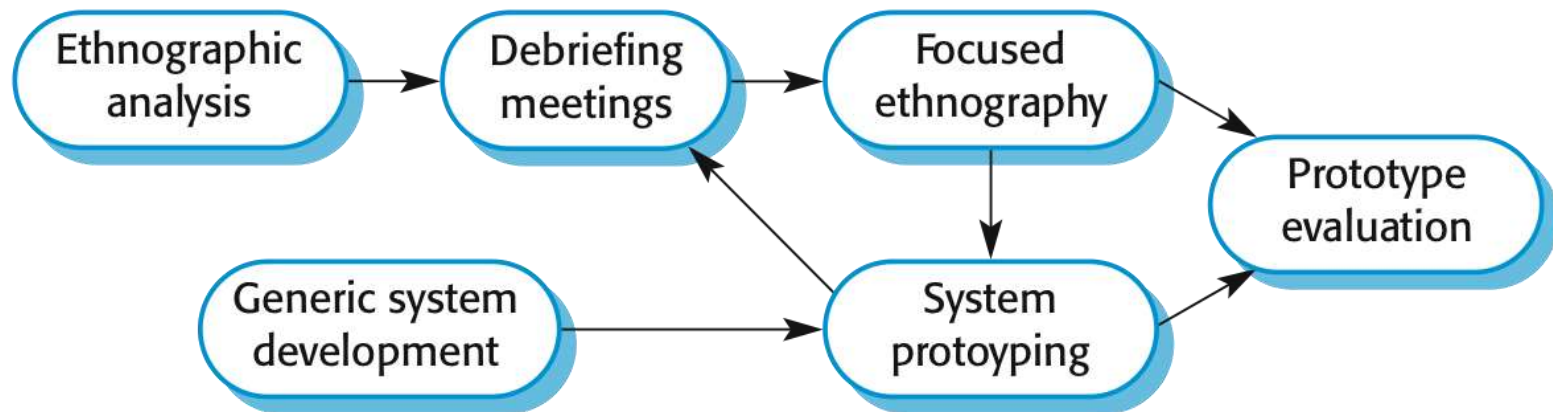 Ethnographic
analysis
Debriefing
meetings
Focused
ethnography
Prototype
evaluation
Generic system
development
System
protoyping